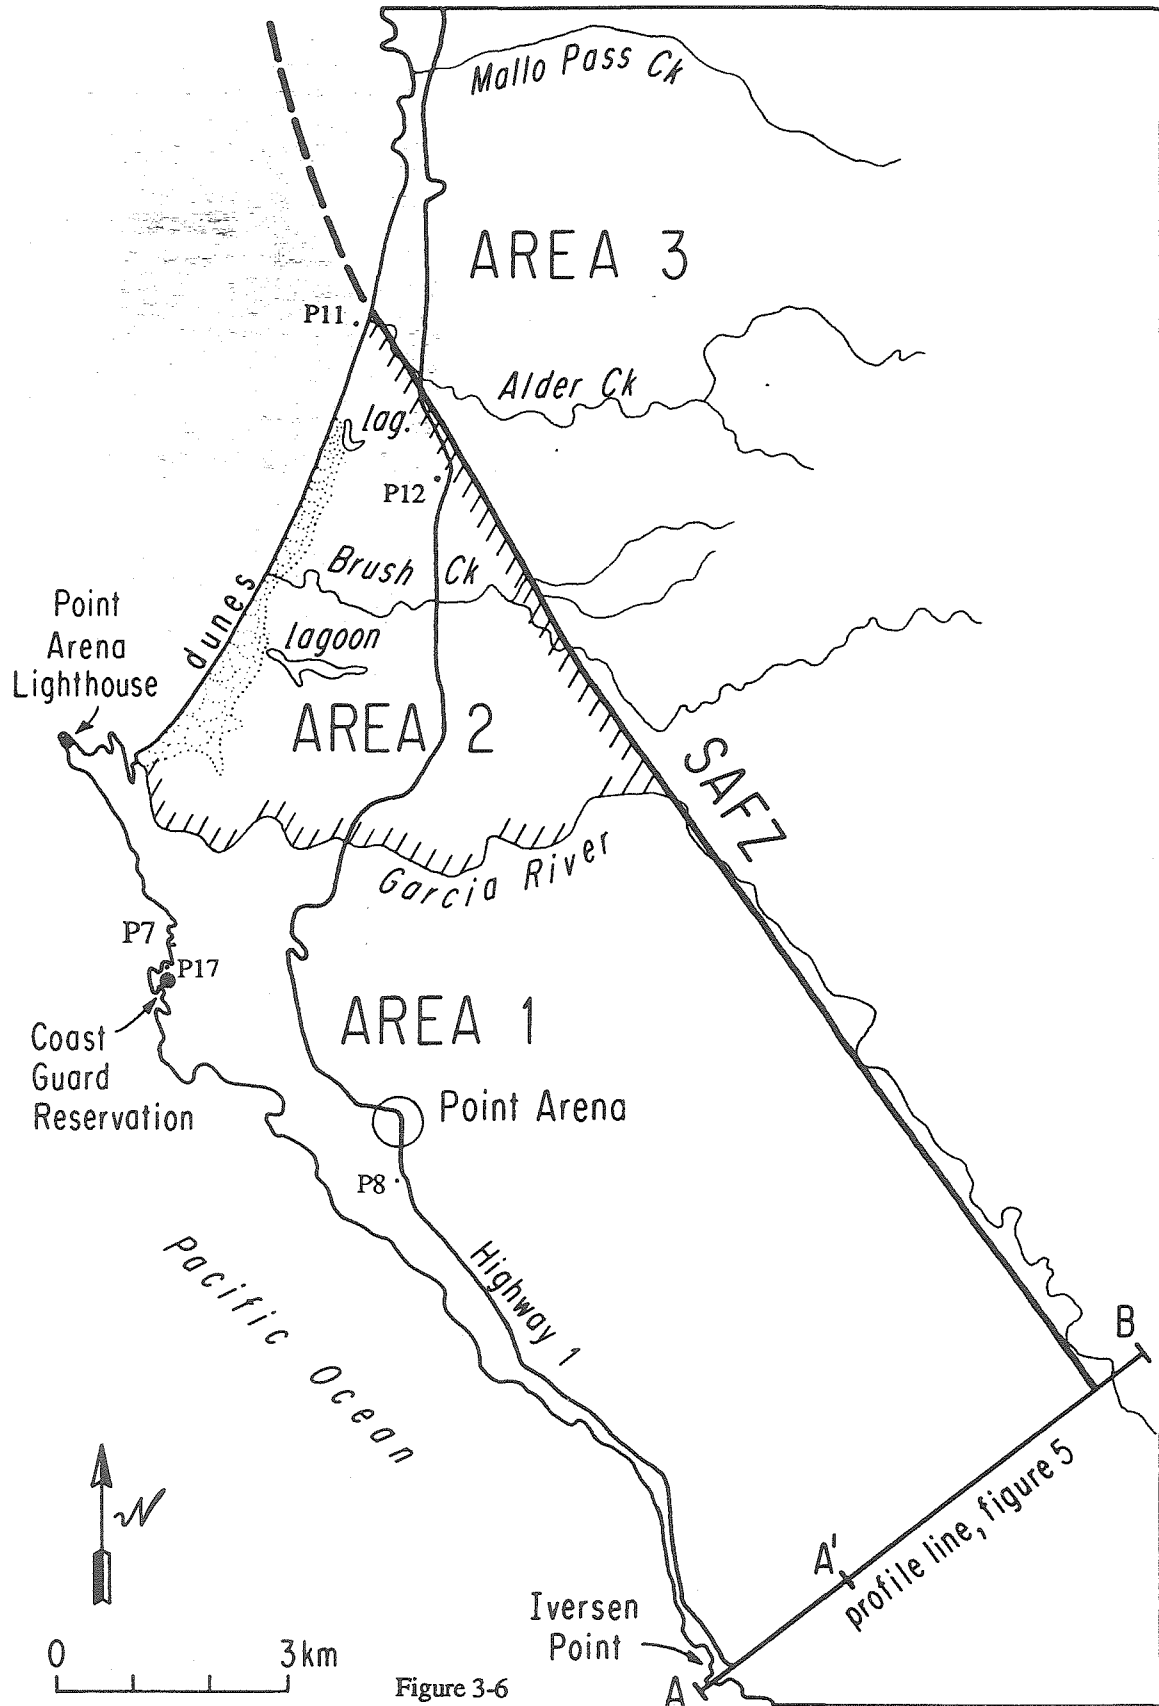 Mallo Pass Ck
AREA 3
P11
Alder Ck
lag.
P12
Brush Ck
dunes
lagoon
Point
Arena
Lighthouse
AREA 2
SAFZ
Garcia River
P7
P17
AREA 1
Coast
Guard
Reservation
Point Arena
P8
Highway 1
Pacific Ocean
B
profile line, figure 5
A'
N
Iversen
Point
A
0 3 km
Figure 3-6